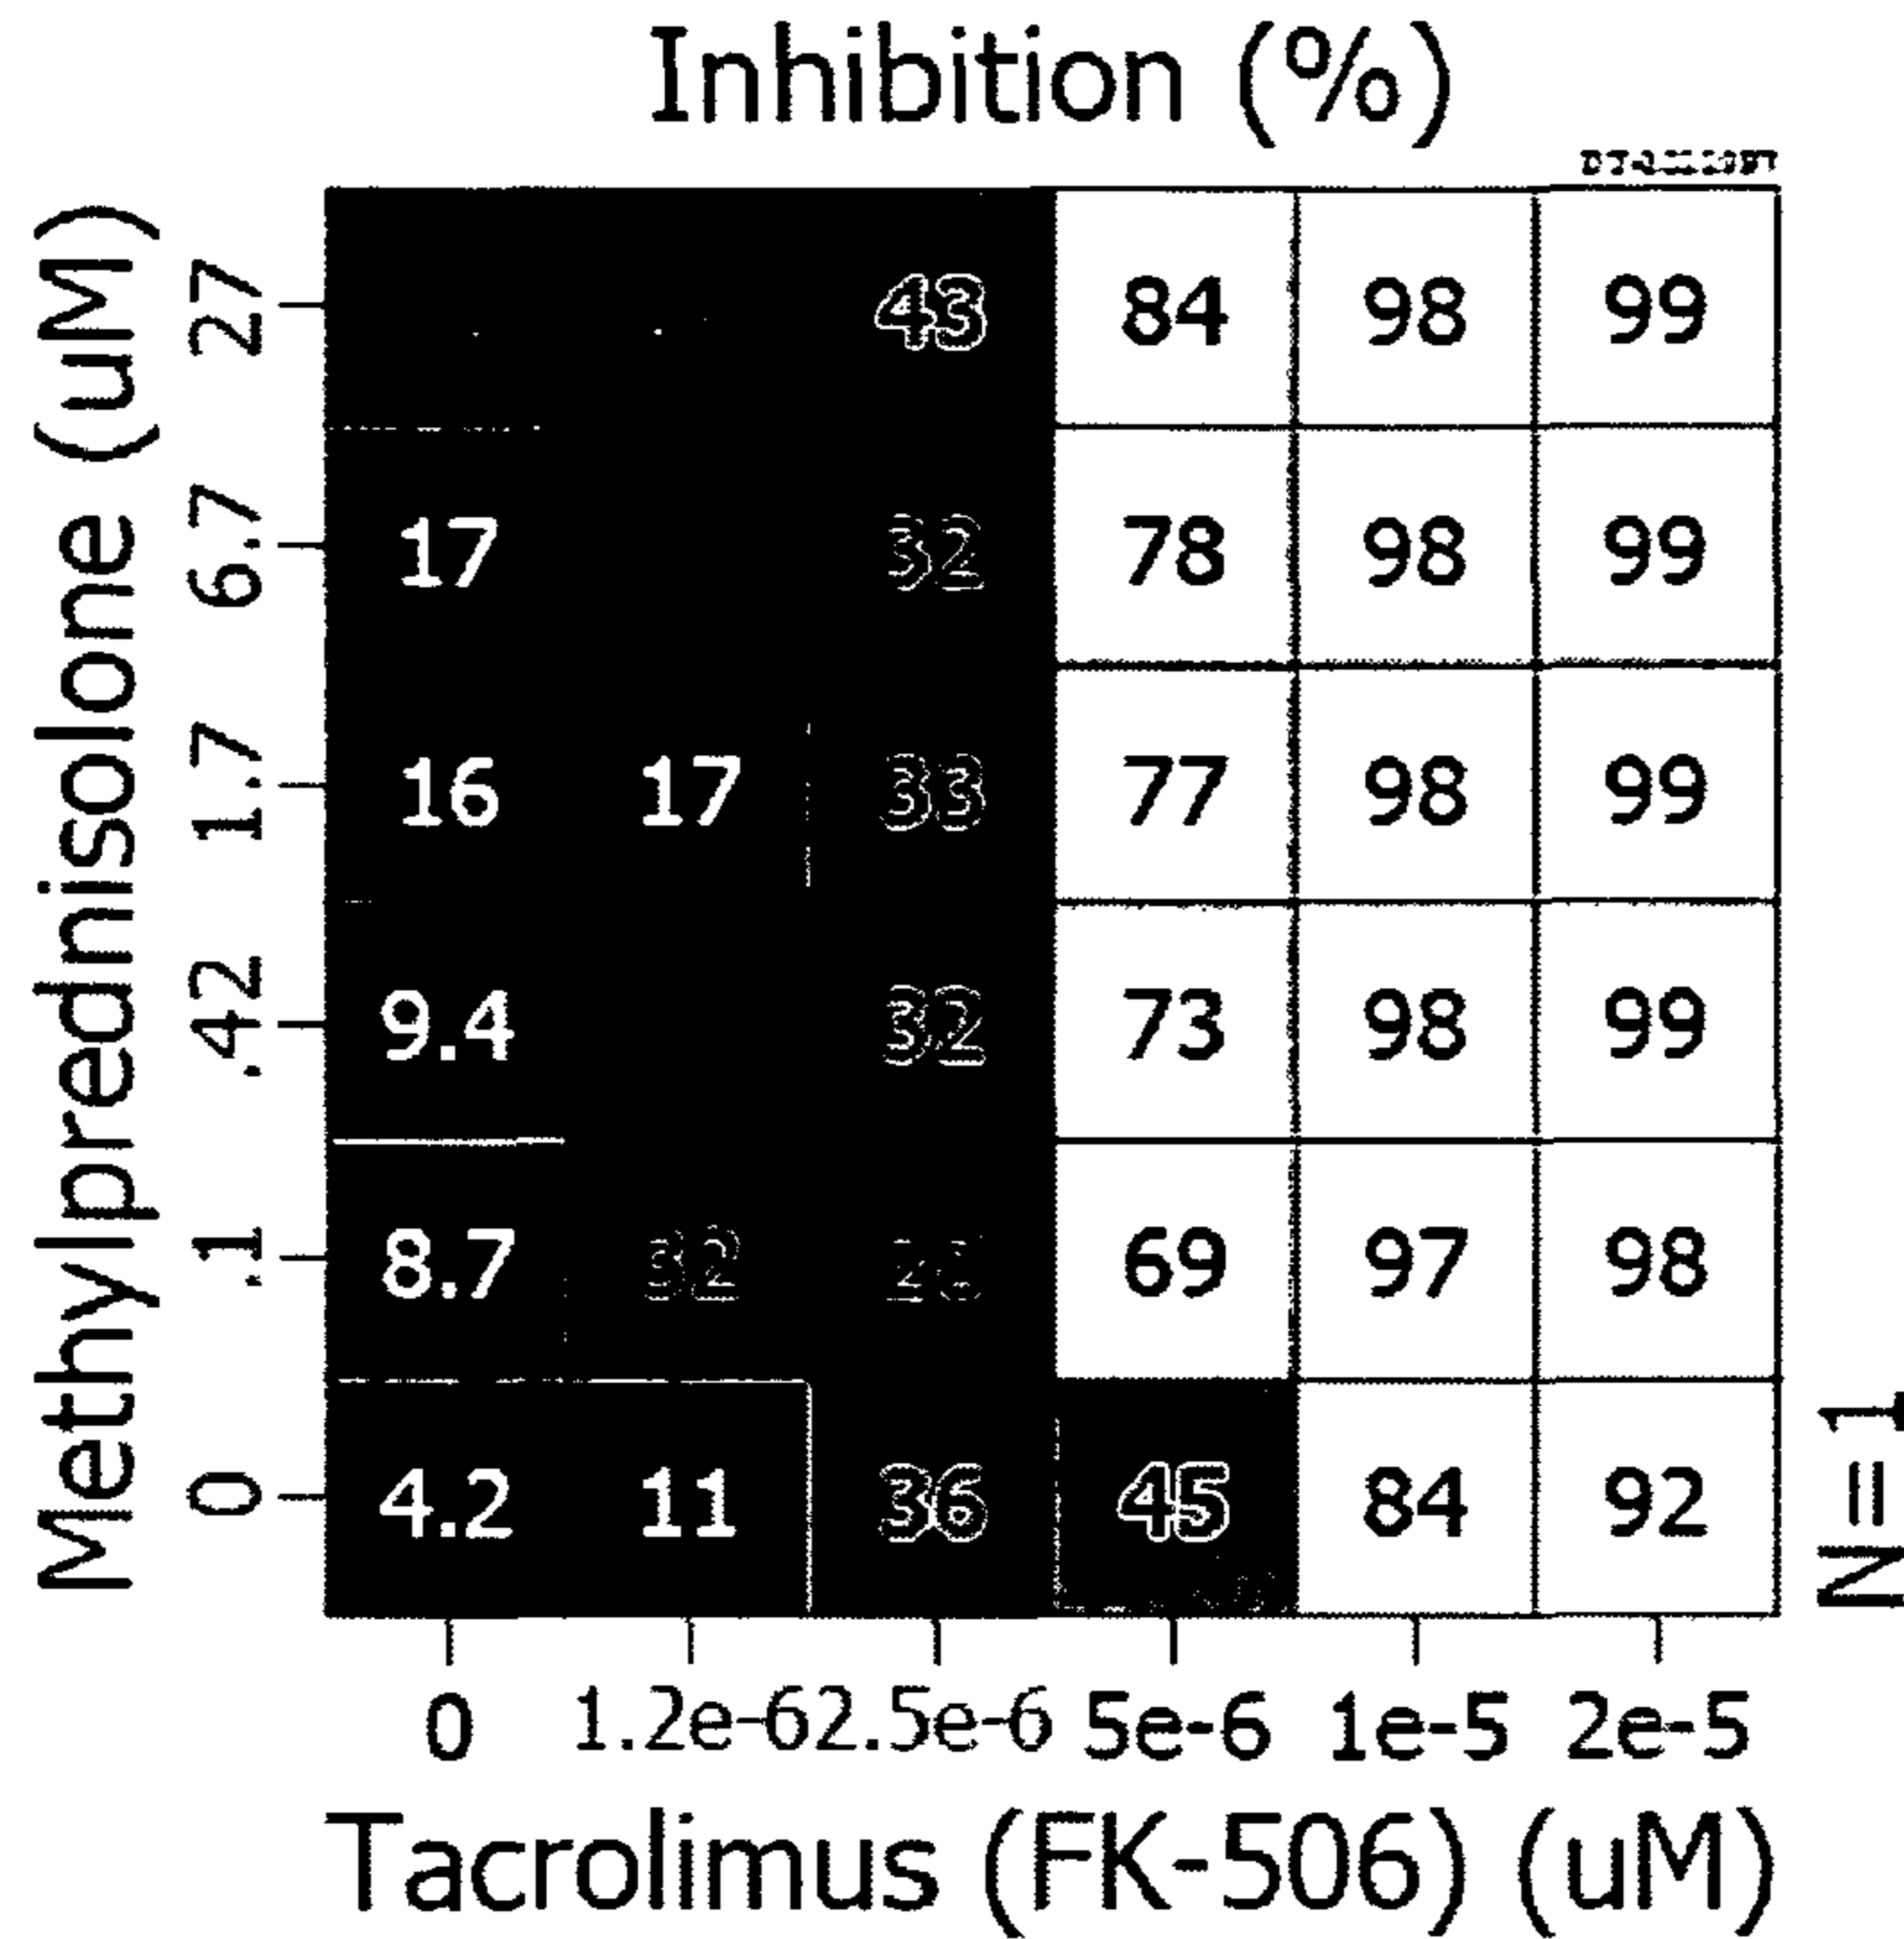 Inhibition (%)
Methylprednisolone (uM)
27 43 84 98 99
6.7 17 32 78 98 99
1.7 16 17 33 77 98 99
.42 9.4 32 73 98 99
.1 8.7 32 69 97 98
0 4.2 11 36 45 84 92
N=1
0 1.2e-6 2.5e-6 5e-6 1e-5 2e-5
Tacrolimus (FK-506) (uM)